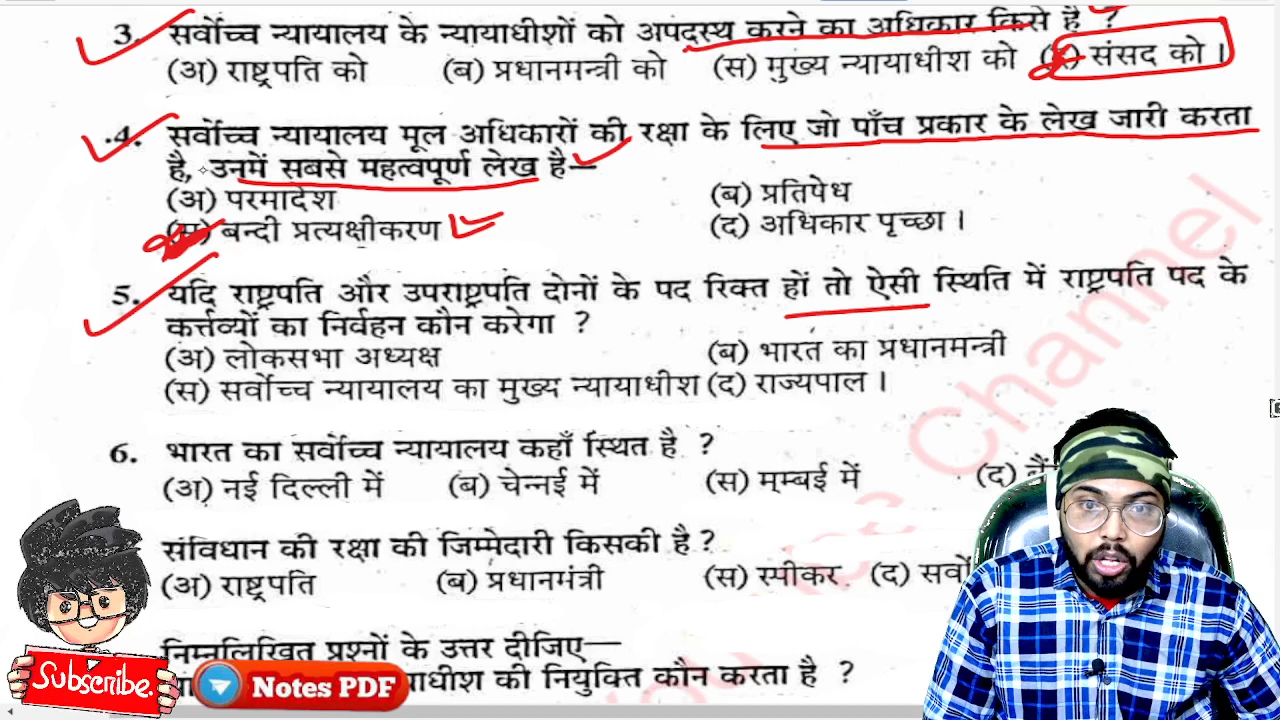 3. सर्वोच्च न्यायालय के न्यायाधीशों को अपदस्थ करने का अधिकार किसे है ?
(अ) राष्ट्रपति को (ब) प्रधानमन्त्री को (स) मुख्य न्यायाधीश को संसद को ।
.4. सर्वोच्च न्यायालय मूल अधिकारों की रक्षा के लिए जो पाँच प्रकार के लेख जारी करता
है, उनमें सबसे महत्वपूर्ण लेख है—
(अ) परमादेश (ब) प्रतिषेध
(स) बन्दी प्रत्यक्षीकरण (द) अधिकार पृच्छा ।
5. यदि राष्ट्रपति और उपराष्ट्रपति दोनों के पद रिक्त हों तो ऐसी स्थिति में राष्ट्रपति पद के
कर्त्तव्यों का निर्वहन कौन करेगा ?
(अ) लोकसभा अध्यक्ष (ब) भारत का प्रधानमन्त्री
(स) सर्वोच्च न्यायालय का मुख्य न्यायाधीश (द) राज्यपाल ।
6. भारत का सर्वोच्च न्यायालय कहाँ स्थित है ?
(अ) नई दिल्ली में (ब) चेन्नई में (स) मुम्बई में (द)
संविधान की रक्षा की जिम्मेदारी किसकी है ?
(अ) राष्ट्रपति (ब) प्रधानमंत्री (स) स्पीकर (द)
निम्नलिखित प्रश्नों के उत्तर दीजिए—
की नियुक्ति कौन करता है ?
Channel
Subscribe.
Notes PDF